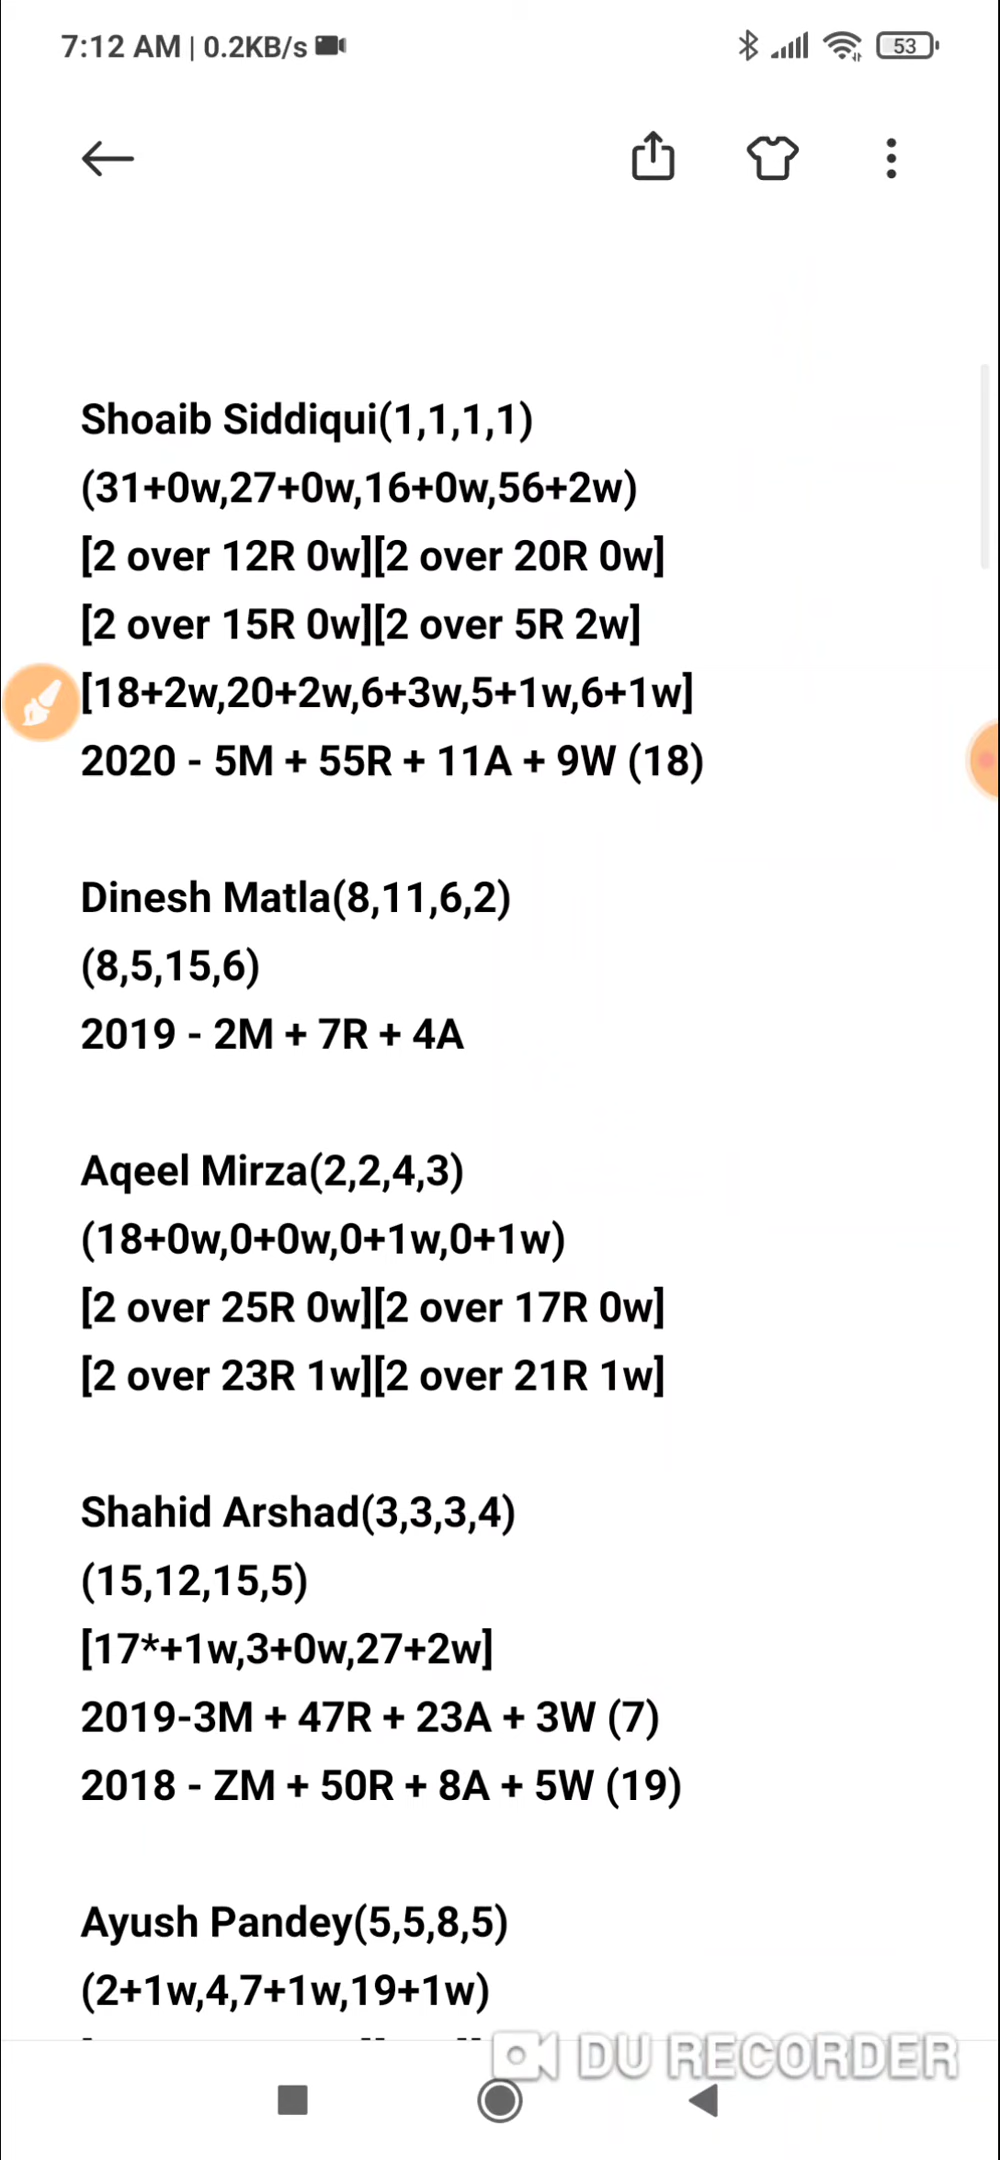 7:12 AM | 0.2KB/s
53
Shoaib Siddiqui(1,1,1,1)
(31+0w,27+0w,16+0w,56+2w)
[2 over 12R 0w][2 over 20R 0w]
[2 over 15R 0w][2 over 5R 2w]
[18+2w,20+2w,6+3w,5+1w,6+1w]
2020 - 5M + 55R + 11A + 9W (18)
Dinesh Matla(8,11,6,2)
(8,5,15,6)
2019 - 2M + 7R + 4A
Aqeel Mirza(2,2,4,3)
(18+0w,0+0w,0+1w,0+1w)
[2 over 25R 0w][2 over 17R 0w]
[2 over 23R 1w][2 over 21R 1w]
Shahid Arshad(3,3,3,4)
(15,12,15,5)
[17*+1w,3+0w,27+2w]
2019-3M + 47R + 23A + 3W (7)
2018 - ZM + 50R + 8A + 5W (19)
Ayush Pandey(5,5,8,5)
(2+1w,4,7+1w,19+1w)
DU RECORDER